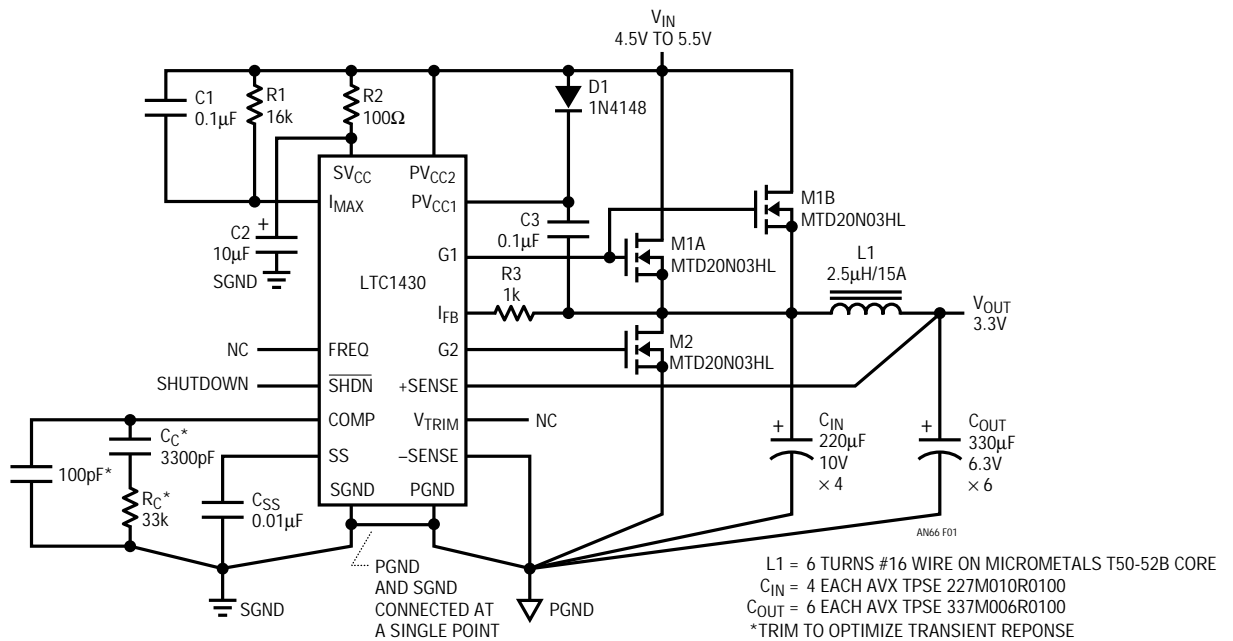 V_IN
4.5V TO 5.5V
C1
0.1µF
R1
16k
R2
100Ω
D1
1N4148
SV_CC
PV_CC2
I_MAX
PV_CC1
M1B
MTD20N03HL
C2
+
10µF
SGND
C3
0.1µF
G1
M1A
MTD20N03HL
L1
2.5µH/15A
LTC1430
R3
1k
I_FB
V_OUT
3.3V
NC
FREQ
G2
M2
MTD20N03HL
SHUTDOWN
SHDN
+SENSE
COMP
V_TRIM
NC
C_C*
3300pF
100pF*
R_C*
33k
SS
–SENSE
+
C_IN
220µF
10V
× 4
+
C_OUT
330µF
6.3V
× 6
C_SS
0.01µF
SGND
PGND
AN66 F01
PGND
AND SGND
CONNECTED AT
A SINGLE POINT
SGND
PGND
L1 = 6 TURNS #16 WIRE ON MICROMETALS T50-52B CORE
C_IN = 4 EACH AVX TPSE 227M010R0100
C_OUT = 6 EACH AVX TPSE 337M006R0100
*TRIM TO OPTIMIZE TRANSIENT REPONSE